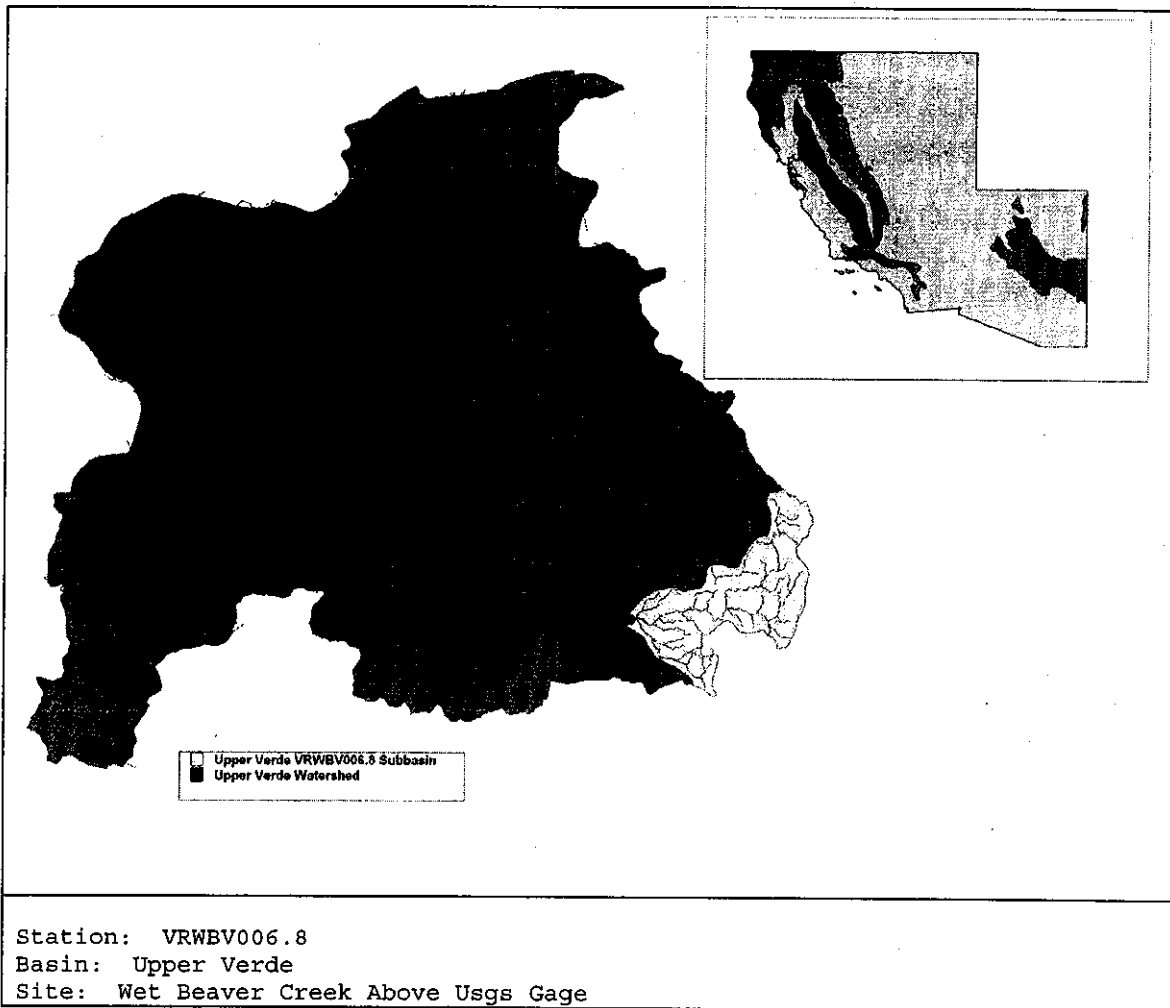 Upper Verde VRWBV006.8 Subbasin
Upper Verde Watershed
Station: VRWBV006.8
Basin: Upper Verde
Site: Wet Beaver Creek Above Usgs Gage